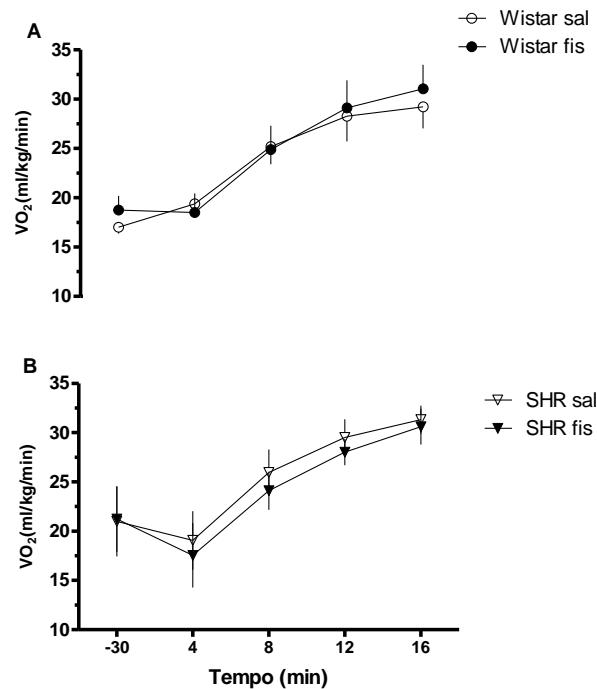 A
Wistar sal
Wistar fis
35
30
25
20
15
10
VO₂(ml/kg/min)
B
SHR sal
SHR fis
35
30
25
20
15
10
VO₂(ml/kg/min)
-30 4 8 12 16
Tempo (min)